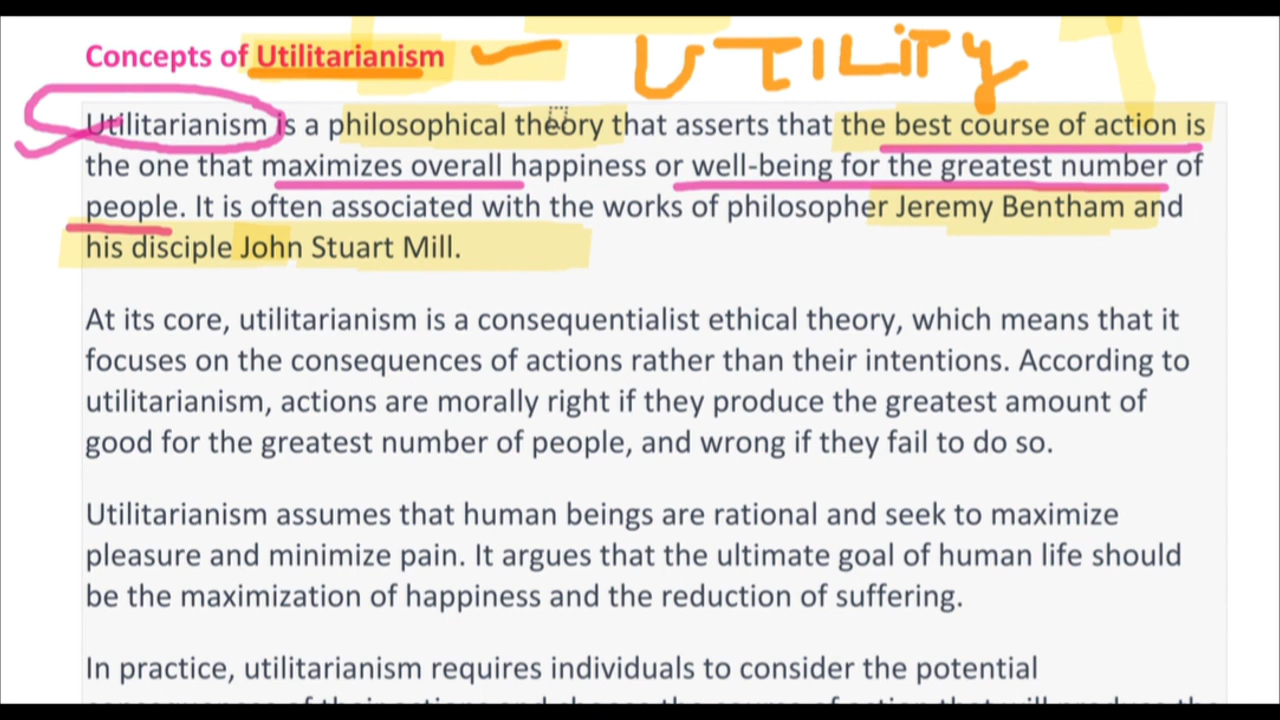 Concepts of Utilitarianism UTILITY
Utilitarianism is a philosophical theory that asserts that the best course of action is
the one that maximizes overall happiness or well-being for the greatest number of
people. It is often associated with the works of philosopher Jeremy Bentham and
his disciple John Stuart Mill.
At its core, utilitarianism is a consequentialist ethical theory, which means that it
focuses on the consequences of actions rather than their intentions. According to
utilitarianism, actions are morally right if they produce the greatest amount of
good for the greatest number of people, and wrong if they fail to do so.
Utilitarianism assumes that human beings are rational and seek to maximize
pleasure and minimize pain. It argues that the ultimate goal of human life should
be the maximization of happiness and the reduction of suffering.
In practice, utilitarianism requires individuals to consider the potential